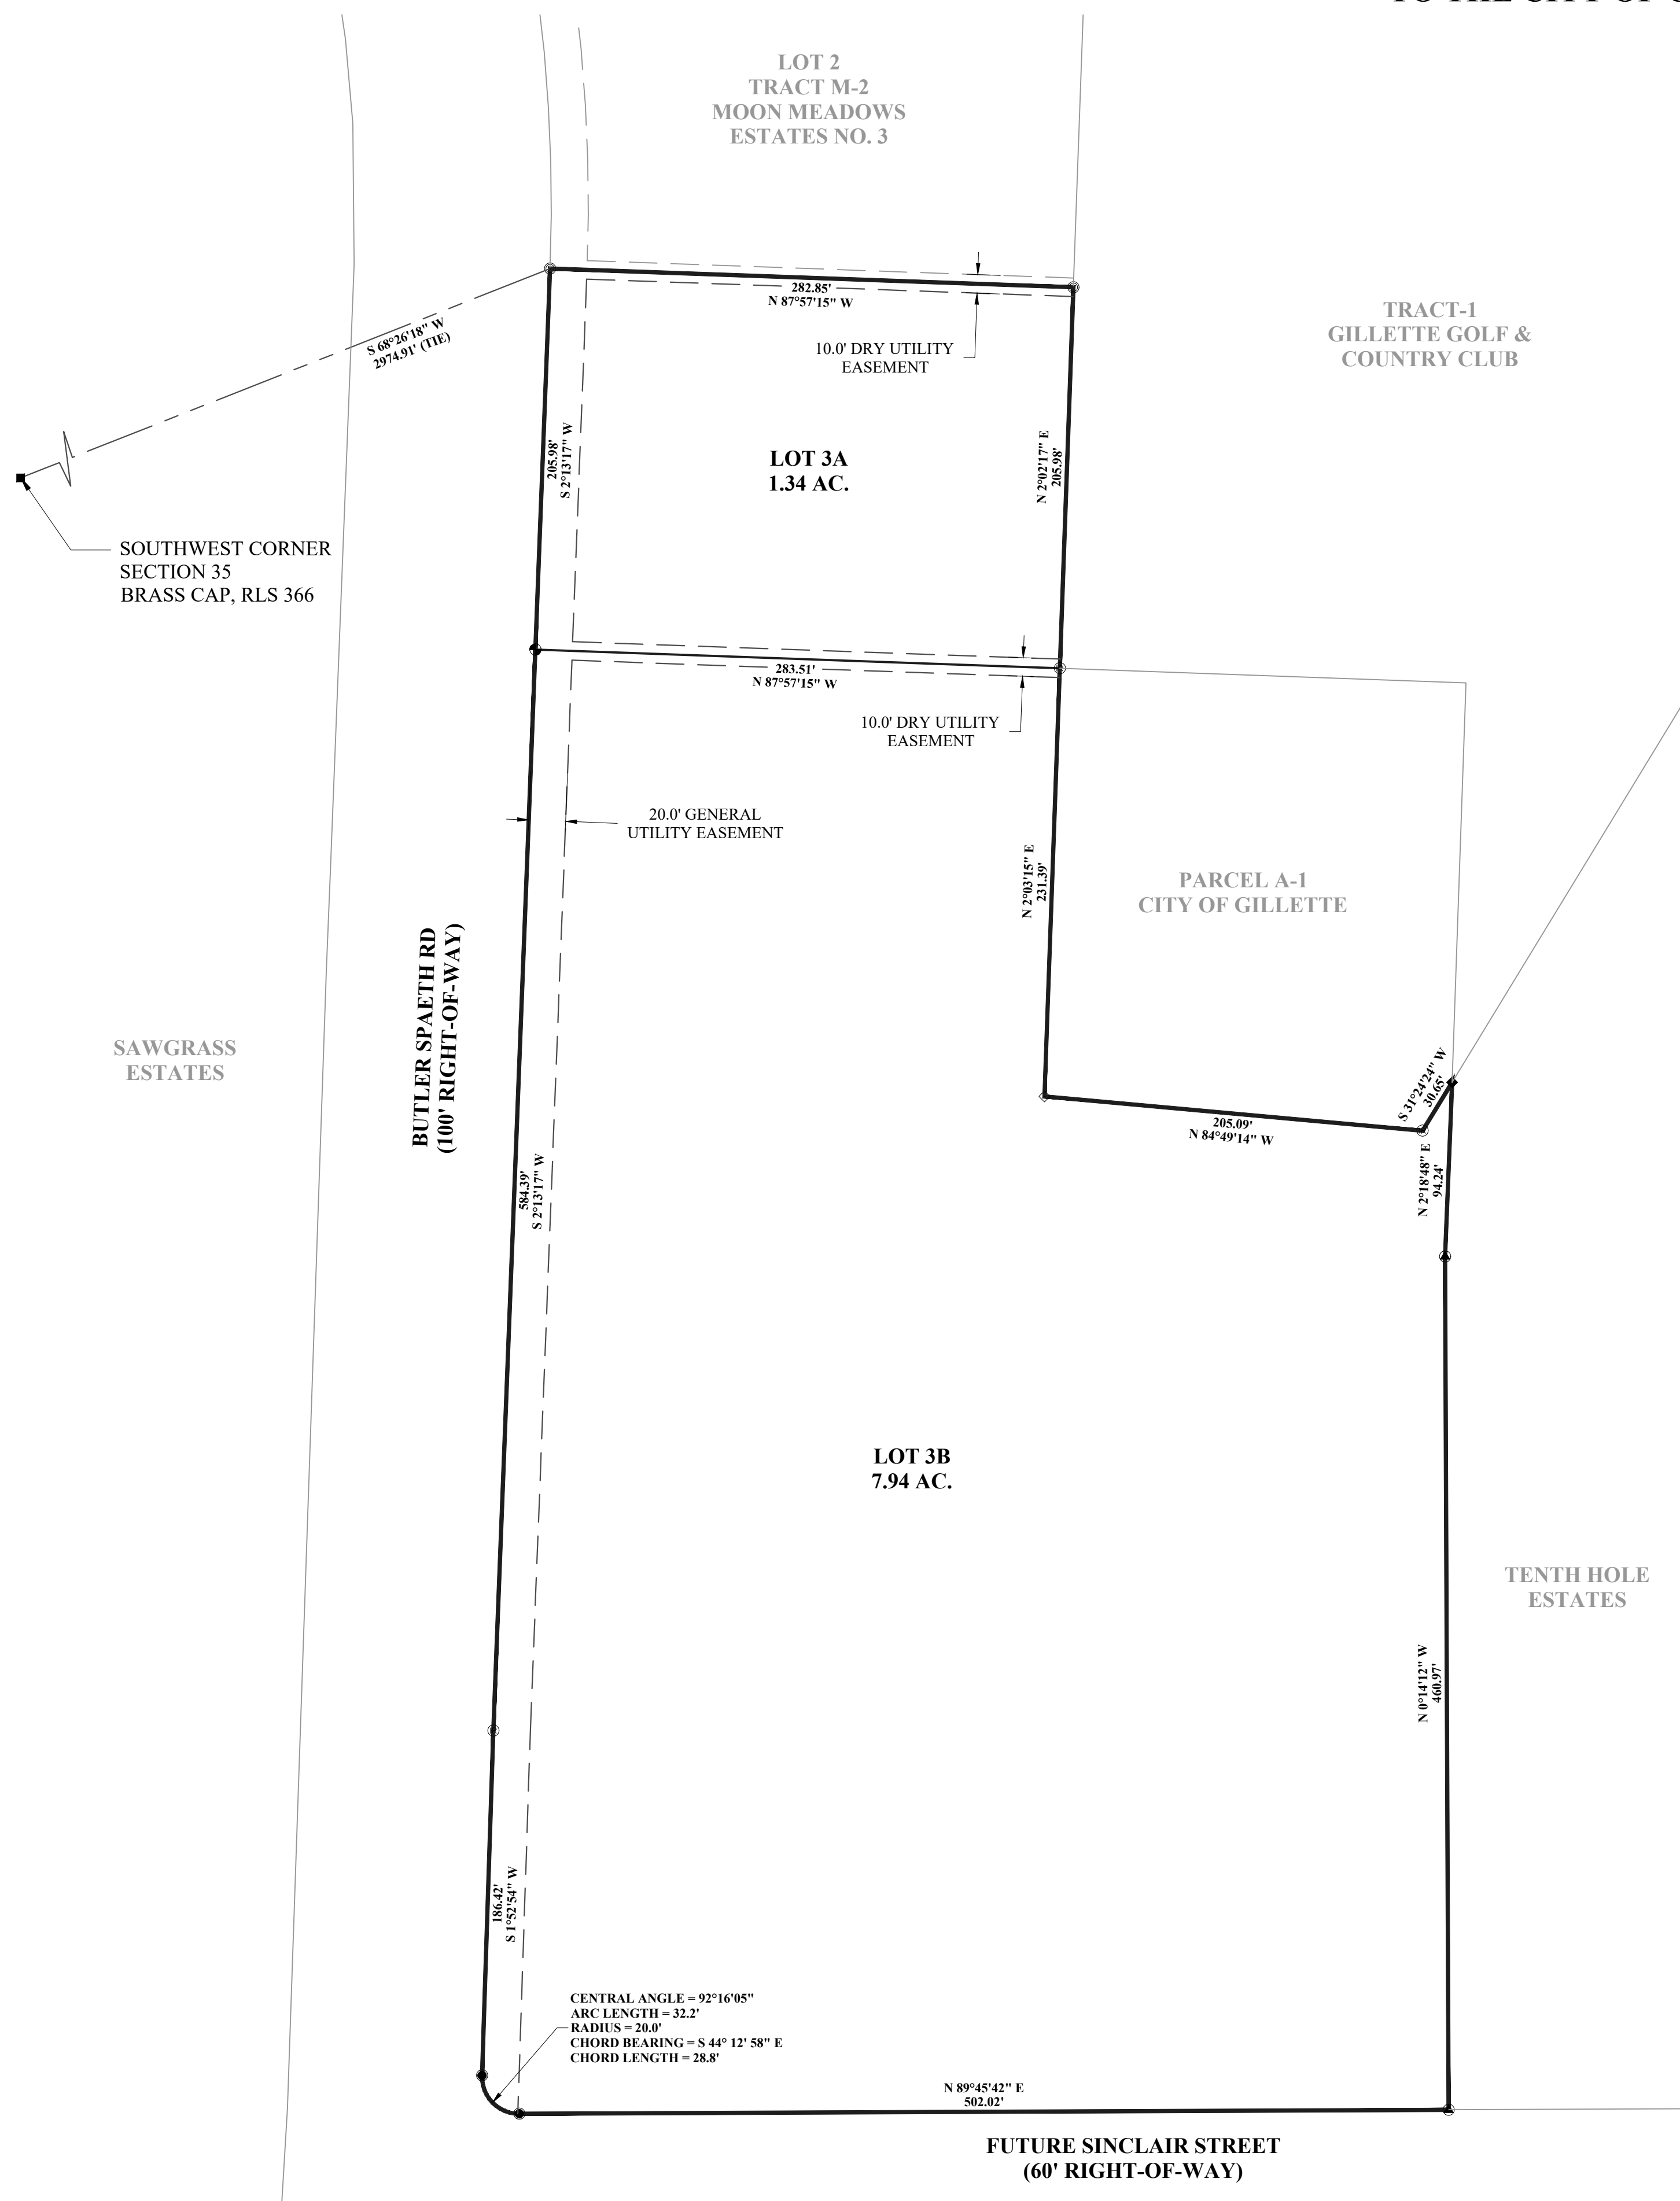 LOT 2
TRACT M-2
MOON MEADOWS
ESTATES NO. 3
282.85'
N 87°57'15" W
10.0' DRY UTILITY
EASEMENT
TRACT-1
GILLETTE GOLF &
COUNTRY CLUB
S 68°26'18" W
2974.91' (TIE)
205.98'
S 2°13'17" W
LOT 3A
1.34 AC.
N 2°02'17" E
205.98'
SOUTHWEST CORNER
SECTION 35
BRASS CAP, RLS 366
283.51'
N 87°57'15" W
10.0' DRY UTILITY
EASEMENT
20.0' GENERAL
UTILITY EASEMENT
N 2°03'15" E
231.39'
PARCEL A-1
CITY OF GILLETTE
BUTLER SPAETH RD
(100' RIGHT-OF-WAY)
SAWGRASS
ESTATES
S 31°24'24" W
30.65'
205.09'
N 84°49'14" W
N 2°18'48" E
94.24'
584.39'
S 2°13'17" W
LOT 3B
7.94 AC.
TENTH HOLE
ESTATES
N 0°14'12" W
460.97'
186.42'
S 1°52'54" W
CENTRAL ANGLE = 92°16'05"
ARC LENGTH = 32.2'
RADIUS = 20.0'
CHORD BEARING = S 44° 12' 58" E
CHORD LENGTH = 28.8'
N 89°45'42" E
502.02'
FUTURE SINCLAIR STREET
(60' RIGHT-OF-WAY)